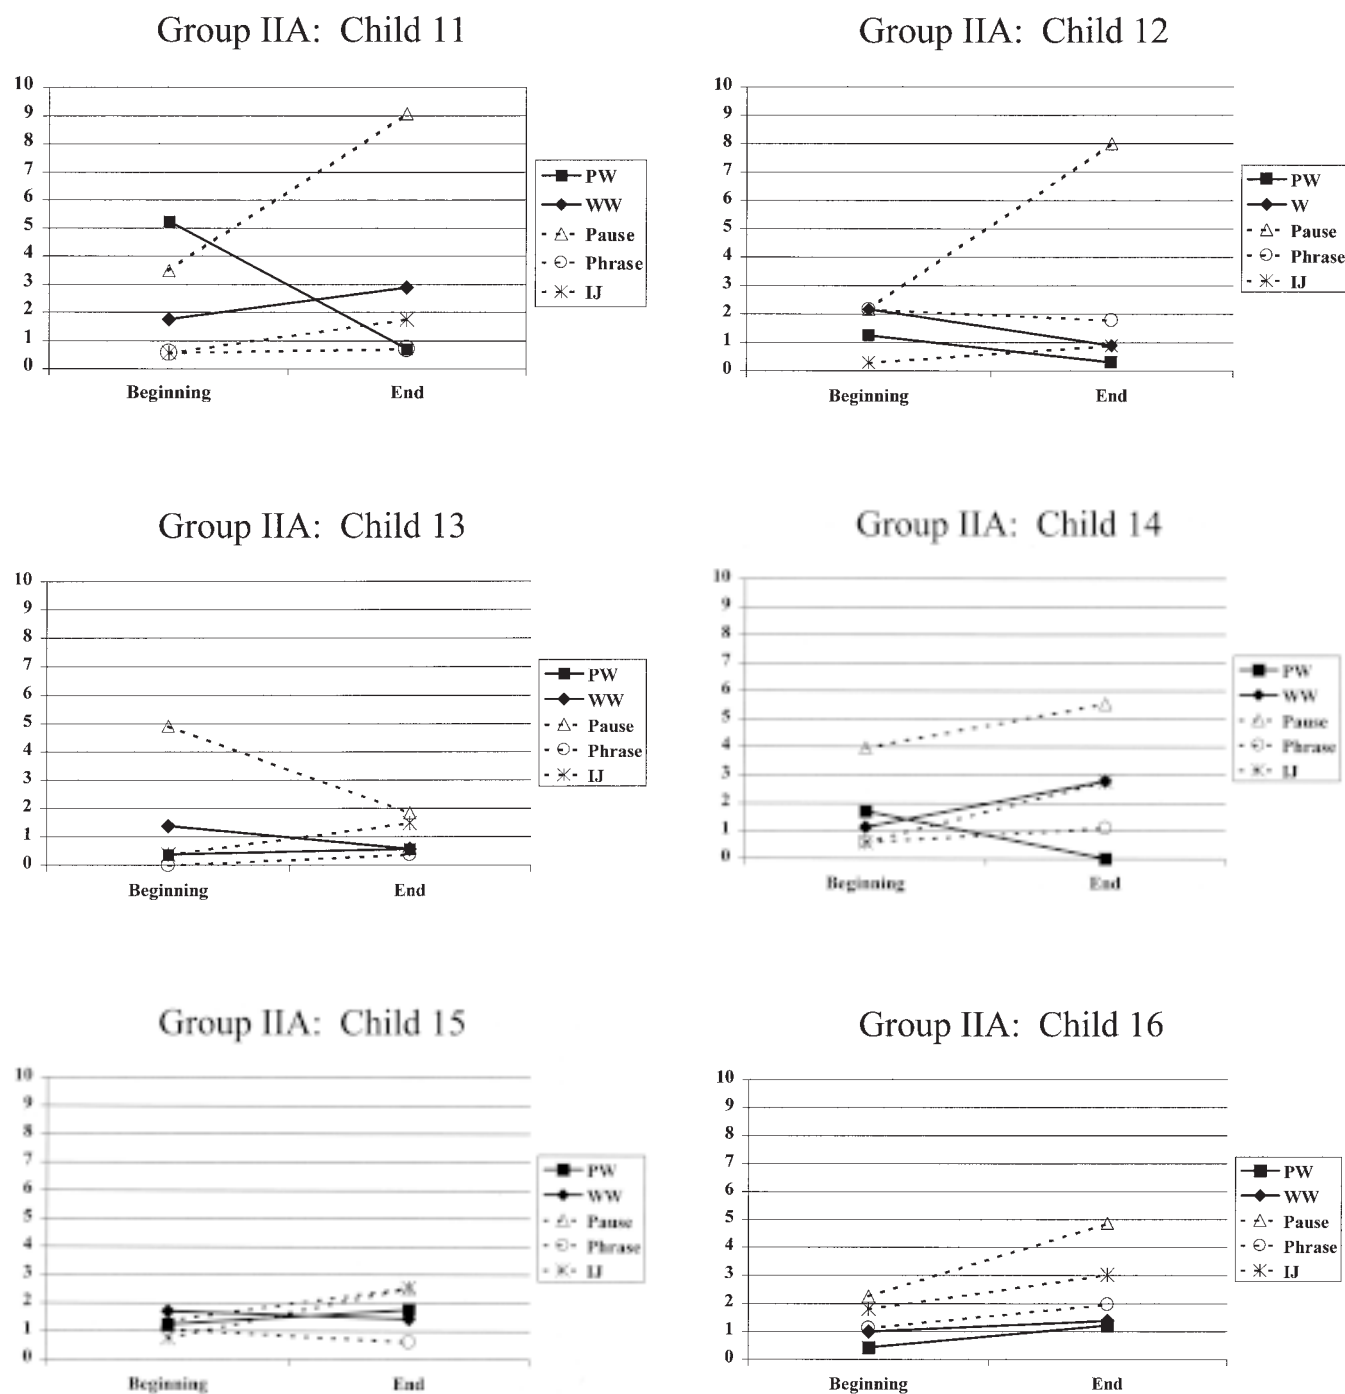 Group IIA: Child 11
10
9
8
7
6
5
4
3
2
1
0
Beginning
End
PW
WW
Pause
Phrase
IJ
Group IIA: Child 12
10
9
8
7
6
5
4
3
2
1
0
Beginning
End
PW
W
Pause
Phrase
IJ
Group IIA: Child 13
10
9
8
7
6
5
4
3
2
1
0
Beginning
End
PW
WW
Pause
Phrase
IJ
Group IIA: Child 14
10
9
8
7
6
5
4
3
2
1
0
Beginning
End
PW
WW
Pause
Phrase
IJ
Group IIA: Child 15
10
9
8
7
6
5
4
3
2
1
0
Beginning
End
PW
WW
Pause
Phrase
IJ
Group IIA: Child 16
10
9
8
7
6
5
4
3
2
1
0
Beginning
End
PW
WW
Pause
Phrase
IJ